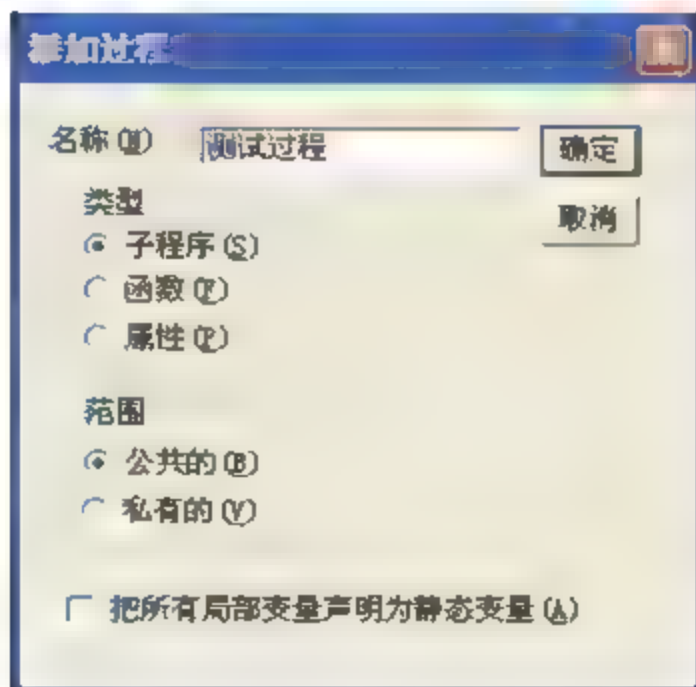 添加过程
名称(N) 测试过程
确定
类型
取消
子程序(S)
函数(F)
属性(P)
范围
公共的(B)
私有的(V)
把所有局部变量声明为静态变量(A)